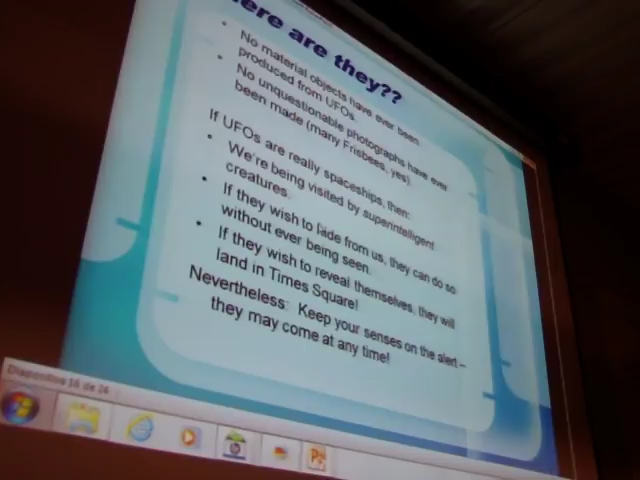 ere are they??
• No material objects have ever been
produced from UFOs.
• No unquestionable photographs have ever
been made (many Frisbees, yes).
If UFOs are really spaceships, then:
• We're being visited by superintelligent
creatures.
• If they wish to hide from us, they can do so
without ever being seen.
• If they wish to reveal themselves, they will
land in Times Square!
Nevertheless: Keep your senses on the alert –
they may come at any time!
Diapositiva 16 de 24